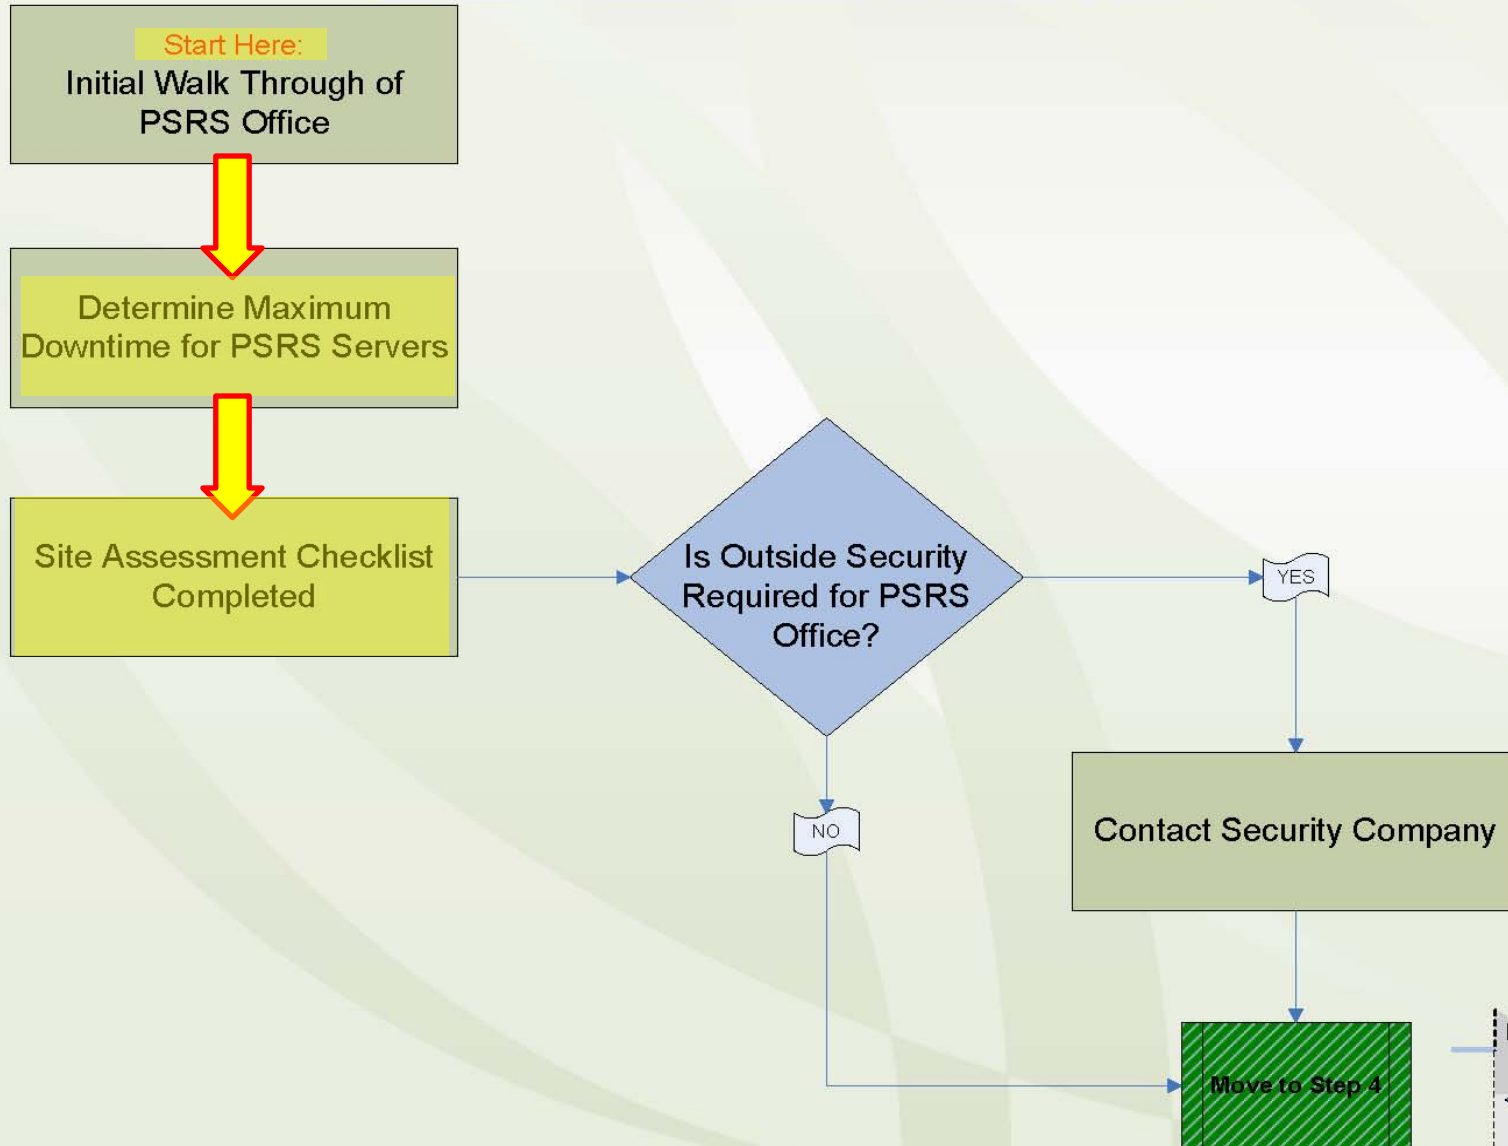 Start Here:
Initial Walk Through of
PSRS Office
Determine Maximum
Downtime for PSRS Servers
Site Assessment Checklist
Completed
Is Outside Security
Required for PSRS
Office?
YES
NO
Contact Security Company
Move to Step 4